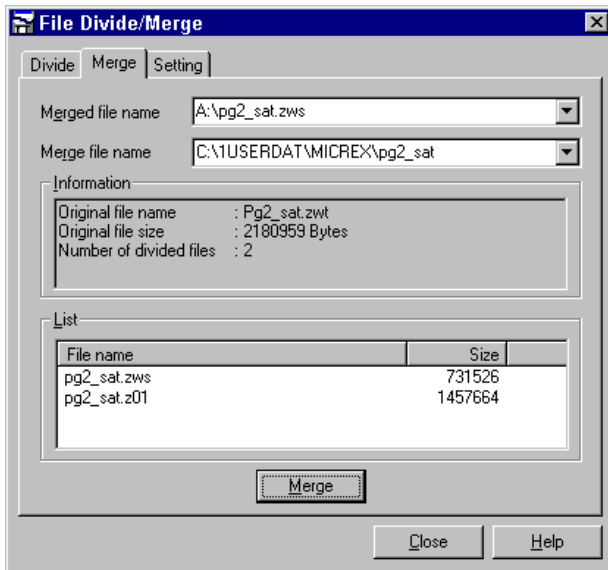 File Divide/Merge
Divide Merge Setting
Merged file name A:\pg2_sat.zws
Merge file name C:\1USERDAT\MICREX\pg2_sat
Information
Original file name : Pg2_sat.zwt
Original file size : 2180959 Bytes
Number of divided files : 2
List
File name Size
pg2_sat.zws 731526
pg2_sat.z01 1457664
Merge
Close Help